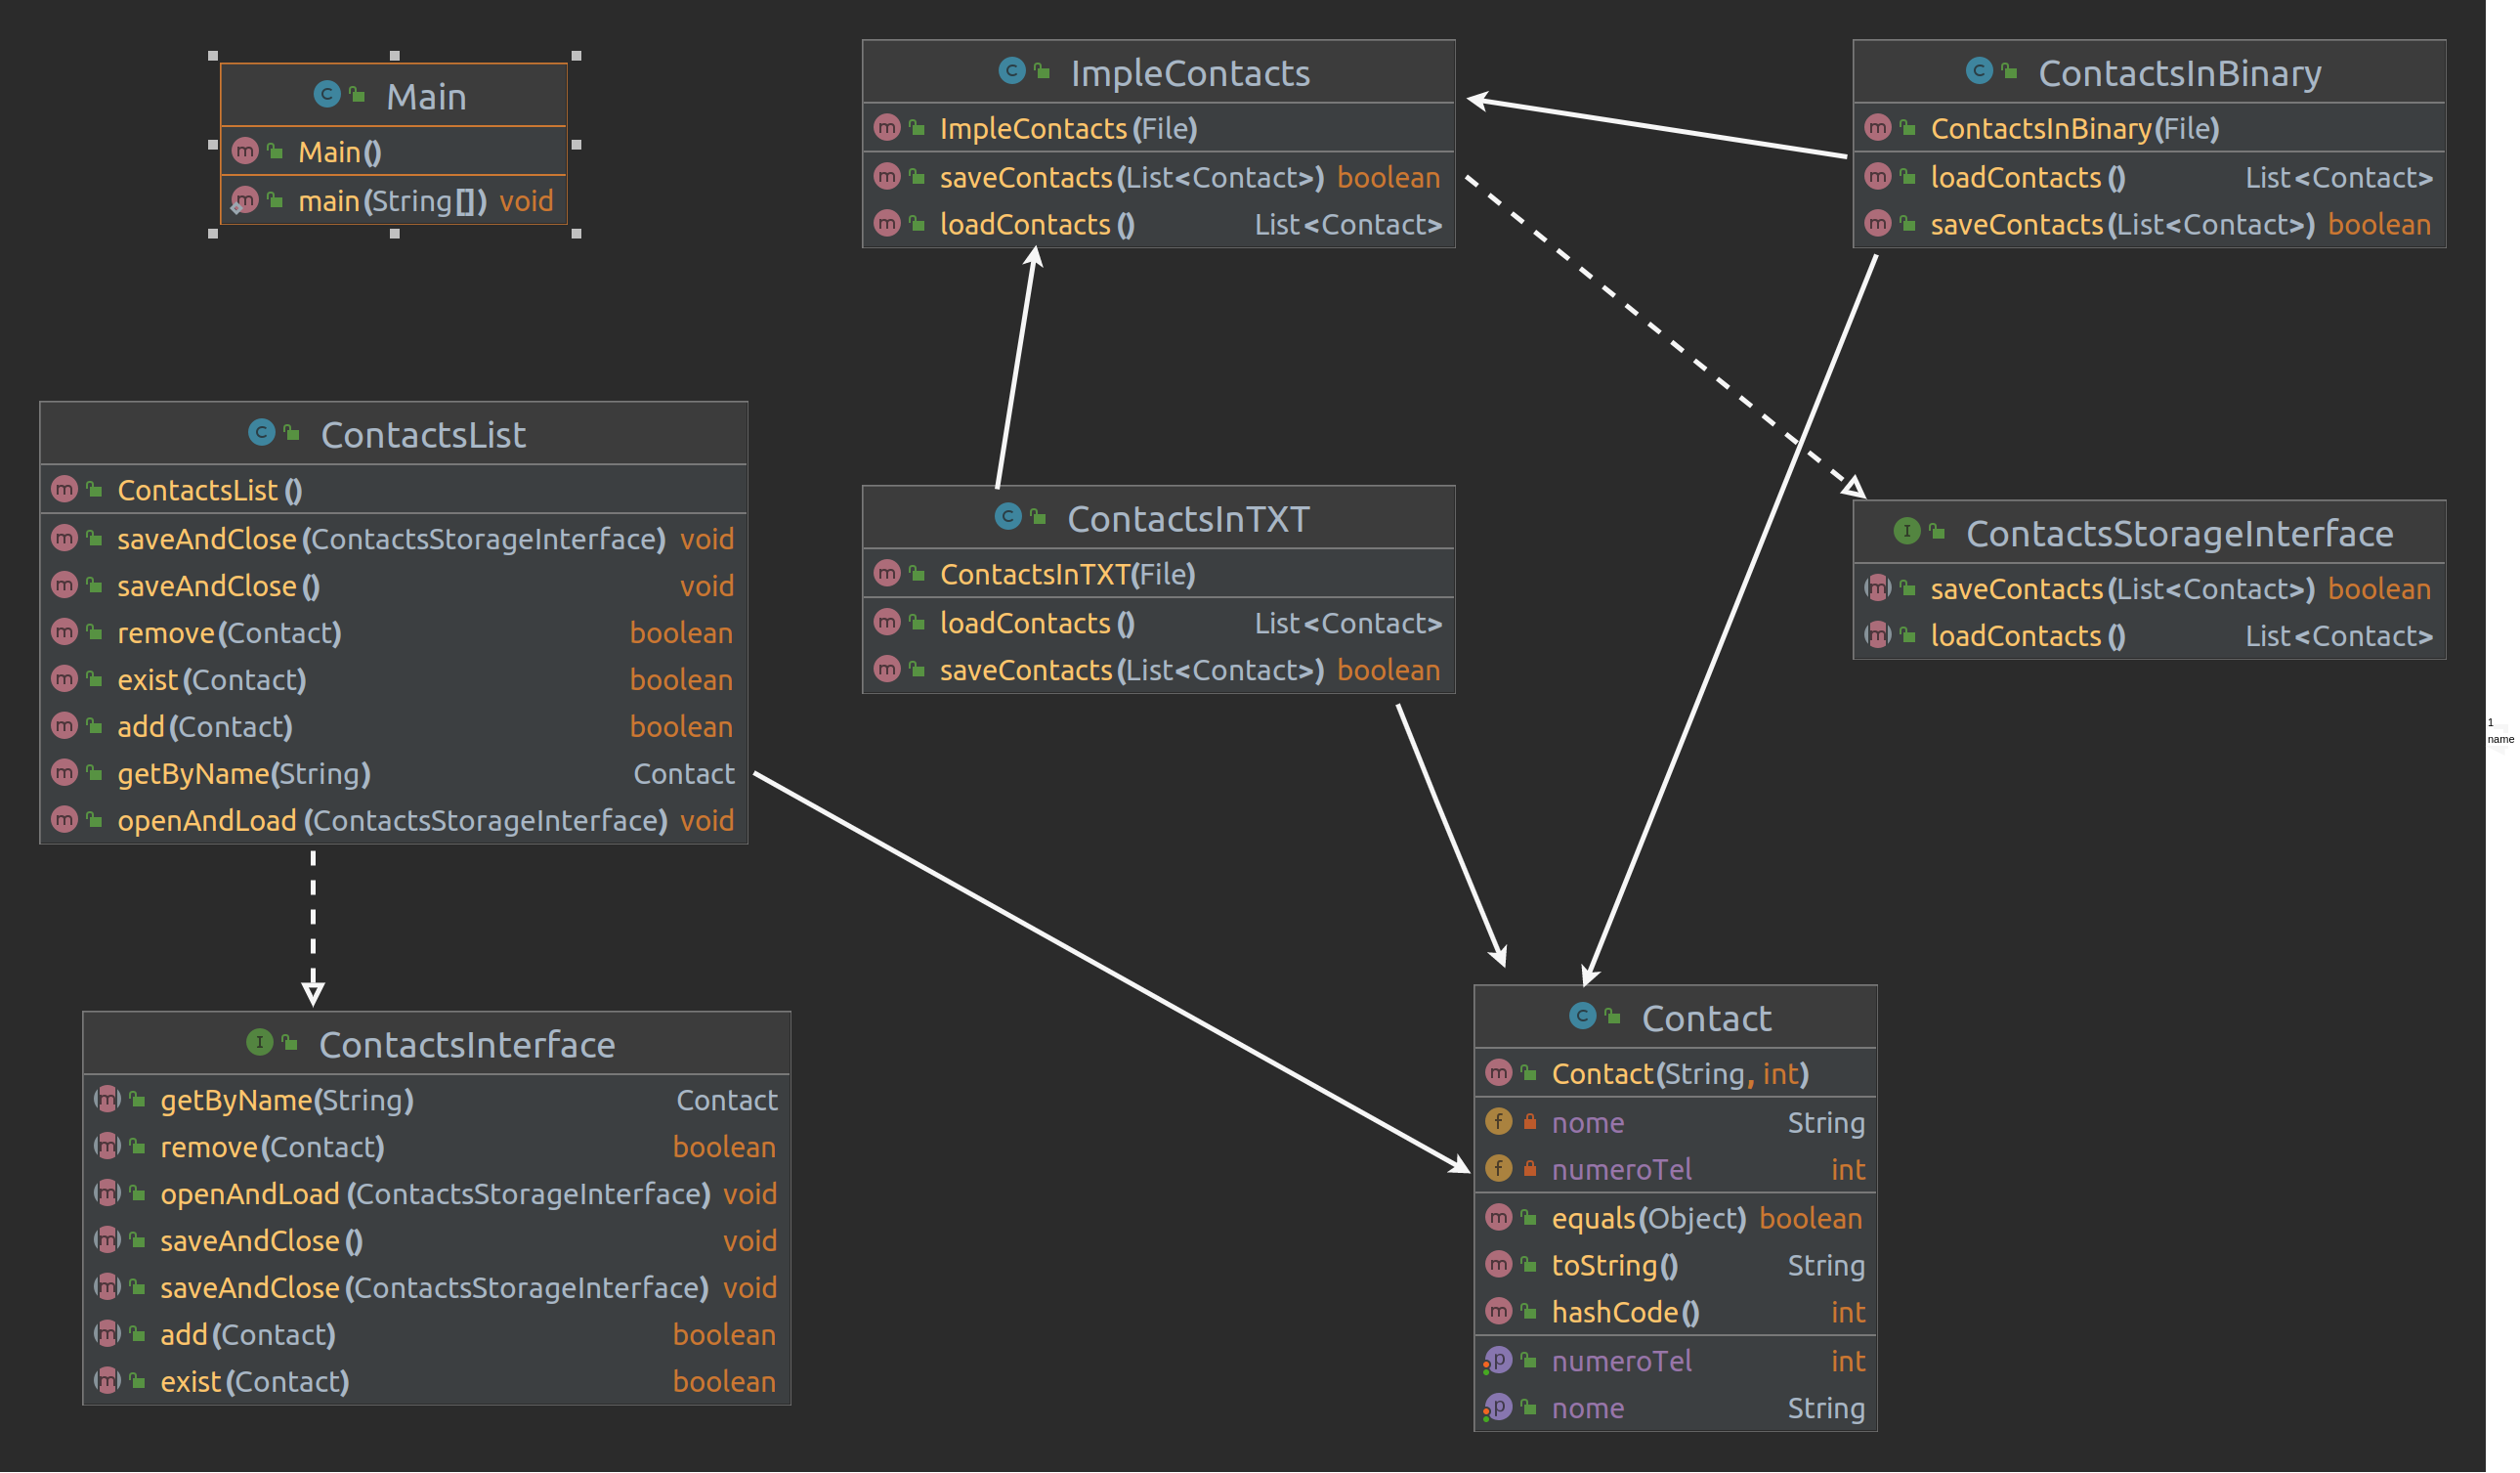 Main
Main()
main(String[]) void
ImpleContacts
ImpleContacts(File)
saveContacts(List<Contact>) boolean
loadContacts() List<Contact>
ContactsInBinary
ContactsInBinary(File)
loadContacts() List<Contact>
saveContacts(List<Contact>) boolean
ContactsList
ContactsList()
saveAndClose(ContactsStorageInterface) void
saveAndClose() void
remove(Contact) boolean
exist(Contact) boolean
add(Contact) boolean
getByName(String) Contact
openAndLoad(ContactsStorageInterface) void
ContactsInTXT
ContactsInTXT(File)
loadContacts() List<Contact>
saveContacts(List<Contact>) boolean
ContactsStorageInterface
saveContacts(List<Contact>) boolean
loadContacts() List<Contact>
1
name
ContactsInterface
getByName(String) Contact
remove(Contact) boolean
openAndLoad(ContactsStorageInterface) void
saveAndClose() void
saveAndClose(ContactsStorageInterface) void
add(Contact) boolean
exist(Contact) boolean
Contact
Contact(String, int)
nome String
numeroTel int
equals(Object) boolean
toString() String
hashCode() int
numeroTel int
nome String